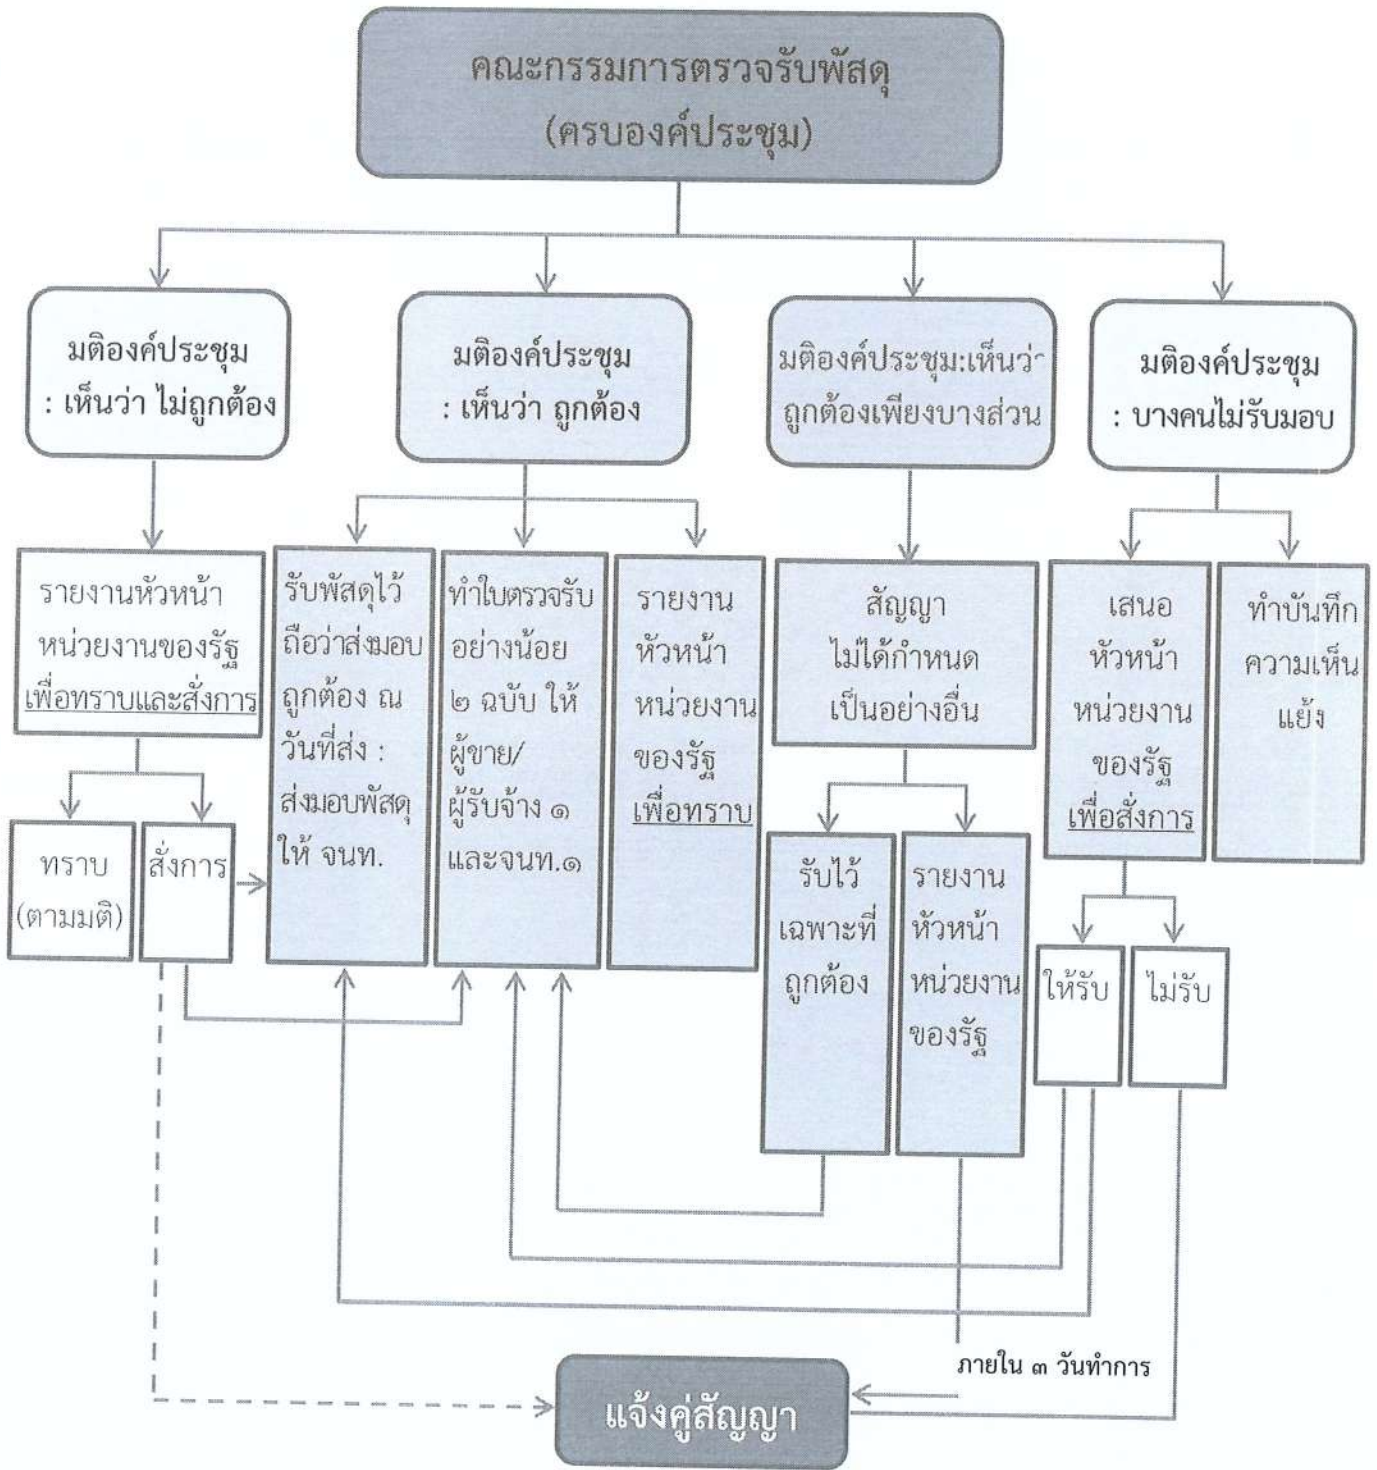 คณะกรรมการตรวจรับพัสดุ
(ครบองค์ประชุม)
มติองค์ประชุม
: เห็นว่า ไม่ถูกต้อง
มติองค์ประชุม
: เห็นว่า ถูกต้อง
มติองค์ประชุม:เห็นว่า
ถูกต้องเพียงบางส่วน
มติองค์ประชุม
: บางคนไม่รับมอบ
รายงานหัวหน้า
หน่วยงานของรัฐ
เพื่อทราบและสั่งการ
ทราบ
(ตามมติ)
สั่งการ
รับพัสดุไว้
ถือว่าส่งมอบ
ถูกต้อง ณ
วันที่ส่ง :
ส่งมอบพัสดุ
ให้ จนท.
ทำใบตรวจรับ
อย่างน้อย
๒ ฉบับ ให้
ผู้ขาย/
ผู้รับจ้าง ๑
และจนท.๑
รายงาน
หัวหน้า
หน่วยงาน
ของรัฐ
เพื่อทราบ
สัญญา
ไม่ได้กำหนด
เป็นอย่างอื่น
รับไว้
เฉพาะที่
ถูกต้อง
รายงาน
หัวหน้า
หน่วยงาน
ของรัฐ
เสนอ
หัวหน้า
หน่วยงาน
ของรัฐ
เพื่อสั่งการ
ทำบันทึก
ความเห็น
แย้ง
ให้รับ
ไม่รับ
ภายใน ๓ วันทำการ
แจ้งคู่สัญญา